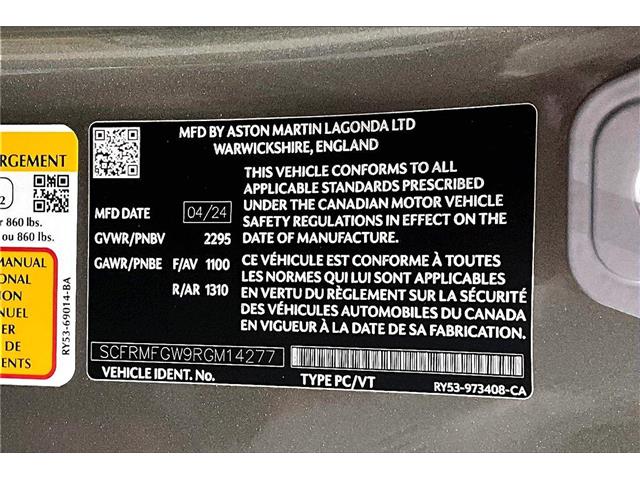 RGEMENT
2
r 860 lbs.
ou 860 lb
MANUAL
ONAL
ION
NUEL
ER
DE
MENTS
RY53-69014-BA
MFD BY ASTON MARTIN LAGONDA LTD
WARWICKSHIRE, ENGLAND
THIS VEHICLE CONFORMS TO ALL
APPLICABLE STANDARDS PRESCRIBED
UNDER THE CANADIAN MOTOR VEHICLE
SAFETY REGULATIONS IN EFFECT ON THE
DATE OF MANUFACTURE
MFD DATE 04/24
GVWR/PNBV 2295
GAWR/PNBE F/AV 1100
R/AR 1310
CE VÉHICULE EST CONFORME À TOUTES
LES NORMES QUI LUI SONT APPLICABLES
EN VERTU DU RÈGLEMENT SUR LA SÉCURITÉ
DES VÉHICULES AUTOMOBILES DU CANADA
EN VIGUEUR À LA DATE DE SA FABRICATION
SCFRMFGW9RGM14277
VEHICLE IDENT. No.
TYPE PC/VT
RY53-973408-CA